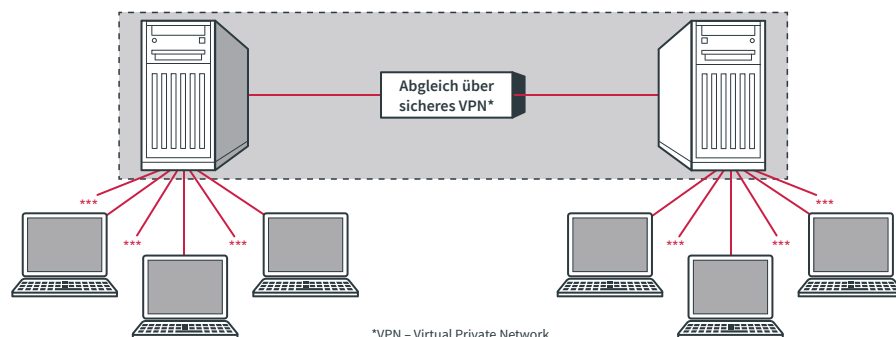 Abgleich über
sicheres VPN*
***
***
***
***
***
***
*VPN – Virtual Private Network